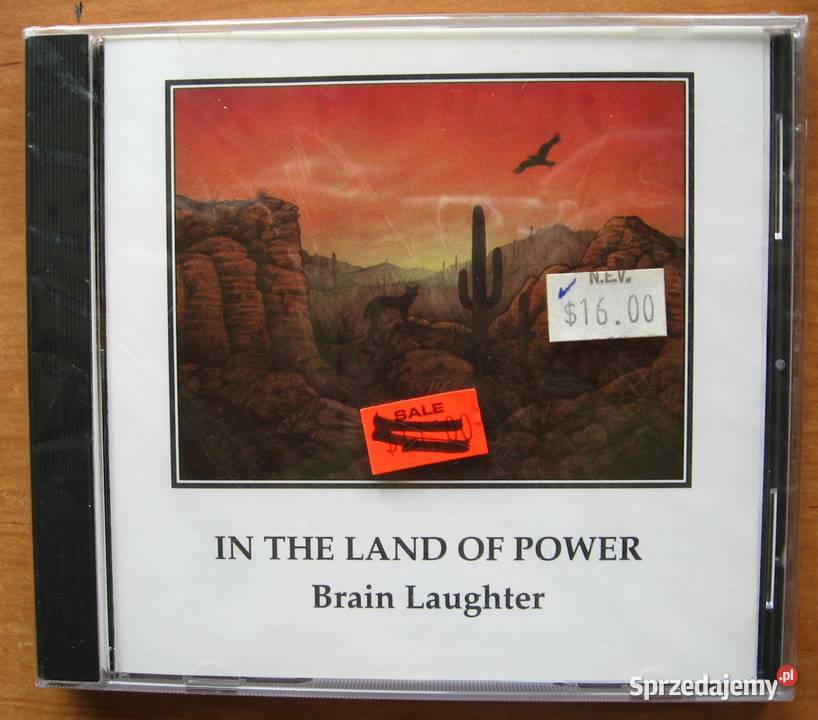 N.E.V.
$16.00
SALE
IN THE LAND OF POWER
Brain Laughter
Sprzedajemy.pl